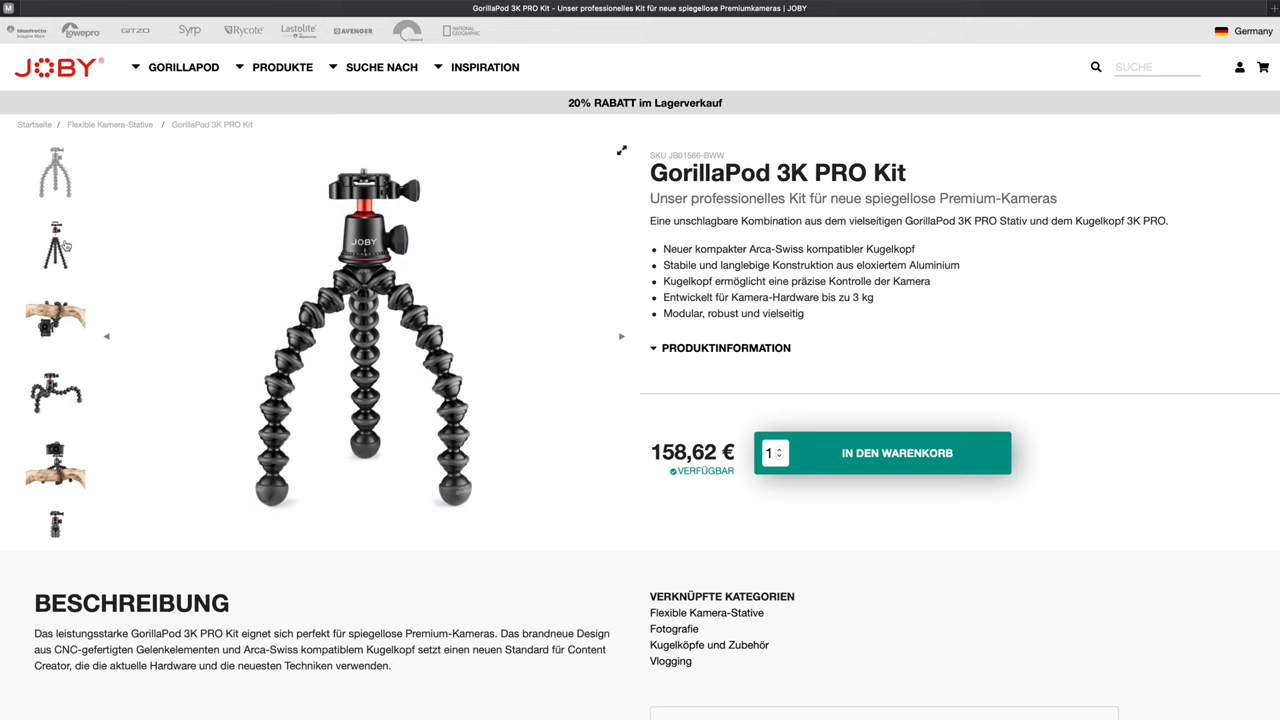 M
GorillaPod 3K PRO Kit - Unser professionelles Kit für neue spiegellose Premiumkameras | JOBY
Manfrotto
Imagine More
lowepro
GITZO
Syrp
Rycote
Lastolite
AVENGER
NATIONAL
GEOGRAPHIC
Germany
JOBY®
GORILLAPOD
PRODUKTE
SUCHE NACH
INSPIRATION
SUCHE
20% RABATT im Lagerverkauf
Startseite / Flexible Kamera-Stative / GorillaPod 3K PRO Kit
SKU JB01566-BWW
GorillaPod 3K PRO Kit
Unser professionelles Kit für neue spiegellose Premium-Kameras
Eine unschlagbare Kombination aus dem vielseitigen GorillaPod 3K PRO Stativ und dem Kugelkopf 3K PRO.
Neuer kompakter Arca-Swiss kompatibler Kugelkopf
Stabile und langlebige Konstruktion aus eloxiertem Aluminium
Kugelkopf ermöglicht eine präzise Kontrolle der Kamera
Entwickelt für Kamera-Hardware bis zu 3 kg
Modular, robust und vielseitig
PRODUKTINFORMATION
JOBY
158,62 €
VERFÜGBAR
1
IN DEN WARENKORB
BESCHREIBUNG
Das leistungsstarke GorillaPod 3K PRO Kit eignet sich perfekt für spiegellose Premium-Kameras. Das brandneue Design
aus CNC-gefertigten Gelenkelementen und Arca-Swiss kompatiblem Kugelkopf setzt einen neuen Standard für Content
Creator, die die aktuelle Hardware und die neuesten Techniken verwenden.
VERKNÜPFTE KATEGORIEN
Flexible Kamera-Stative
Fotografie
Kugelköpfe und Zubehör
Vlogging